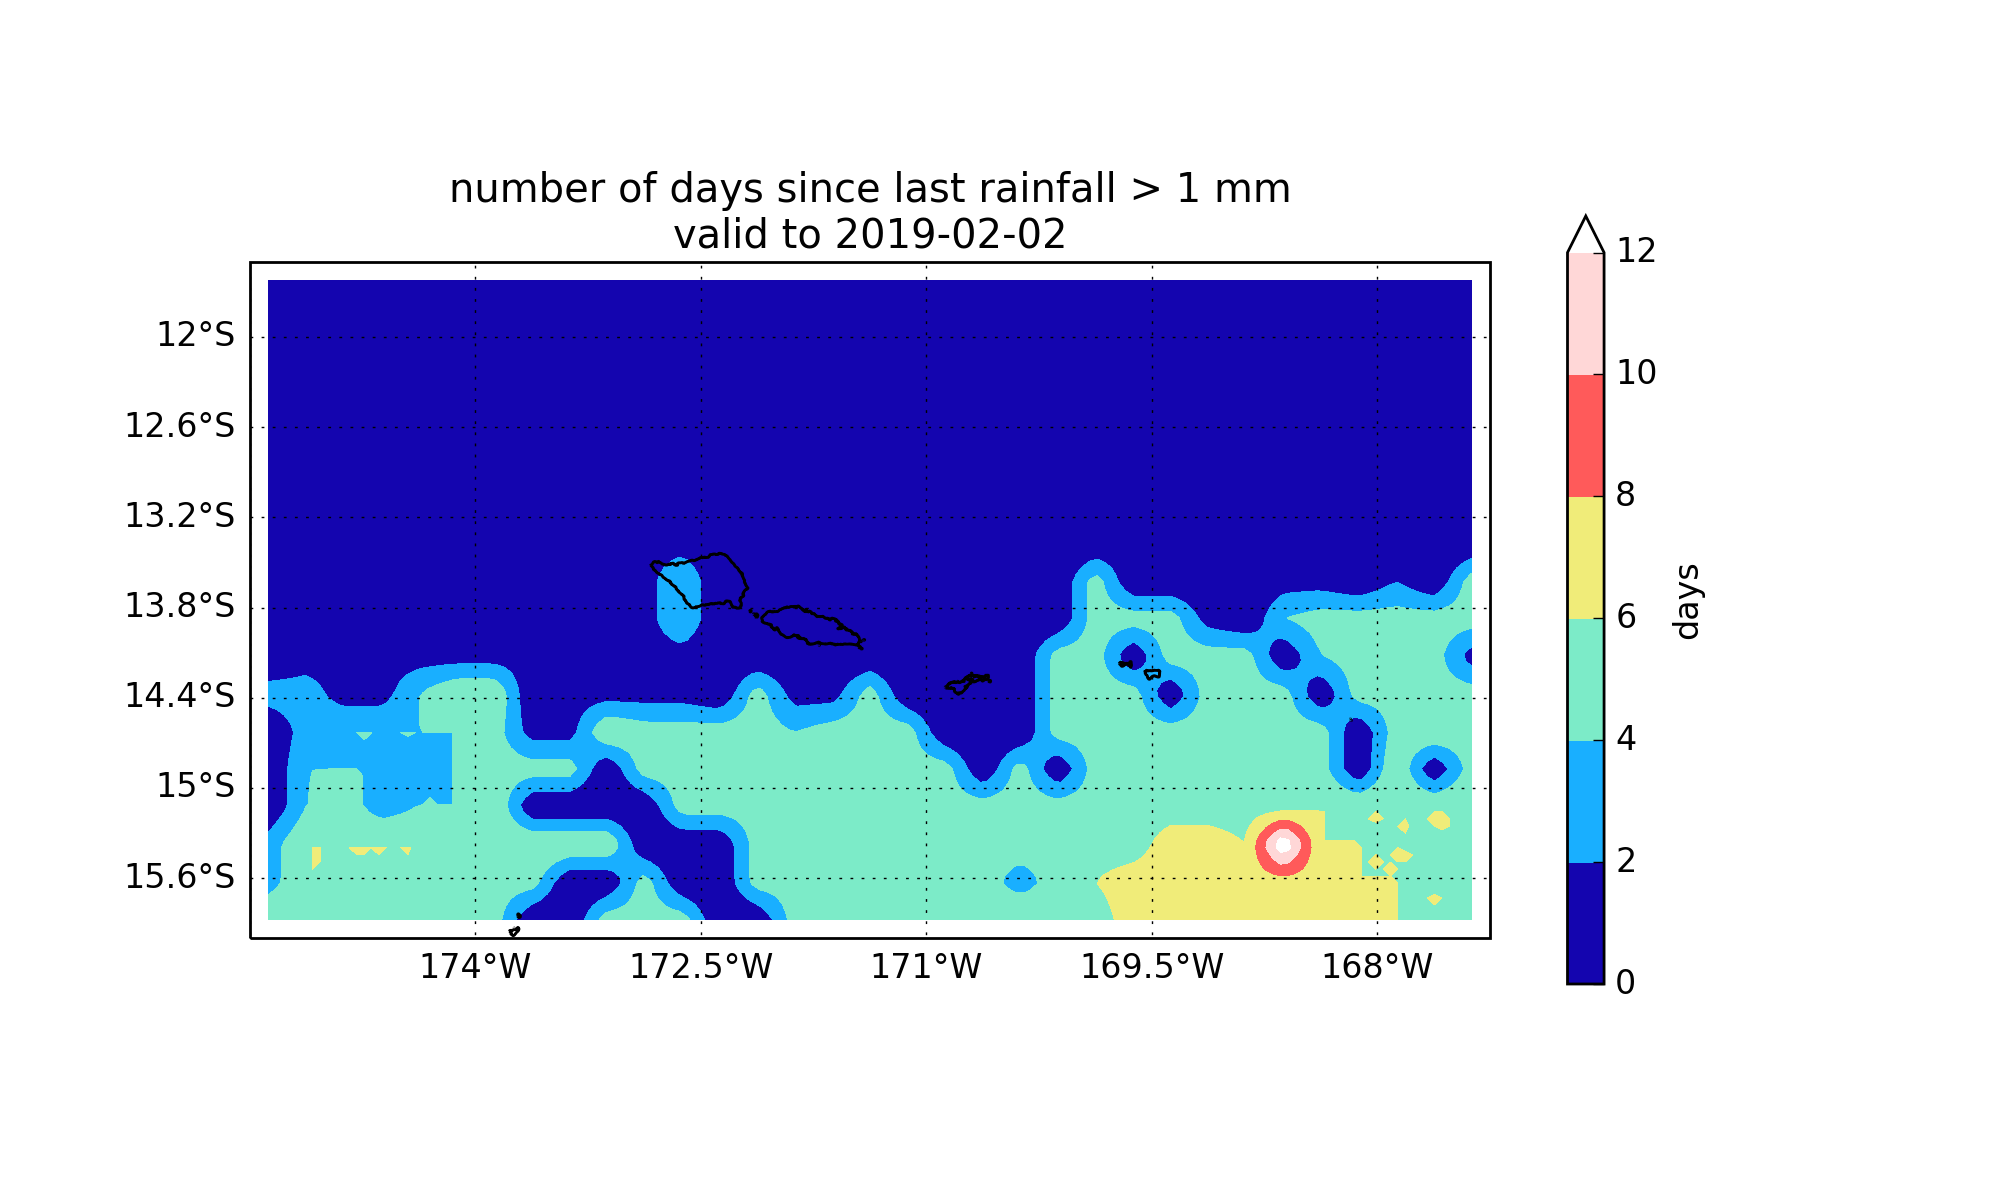 number of days since last rainfall > 1 mm
valid to 2019-02-02
12°S
12.6°S
13.2°S
13.8°S
14.4°S
15°S
15.6°S
174°W 172.5°W 171°W 169.5°W 168°W
12
10
8
6
4
2
0
days